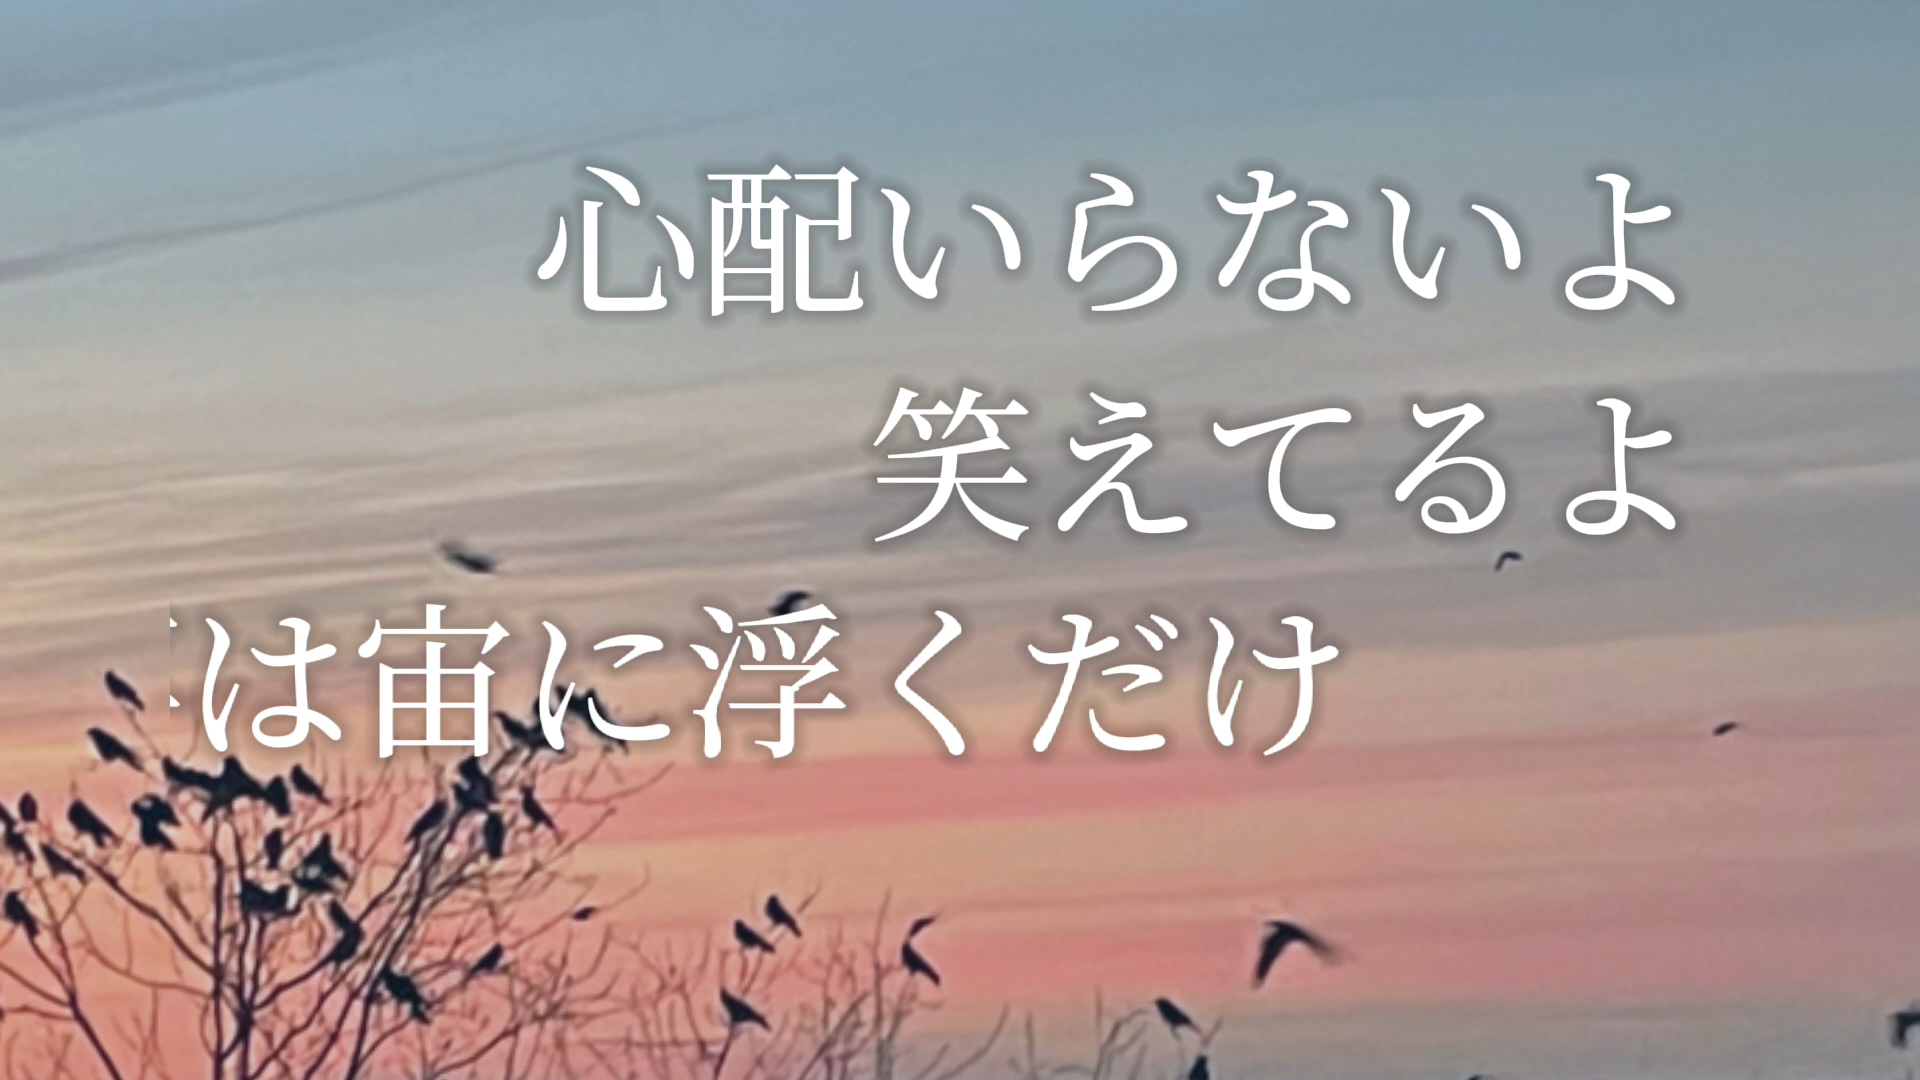 心配いらないよ
笑えてるよ
は宙に浮くだけ